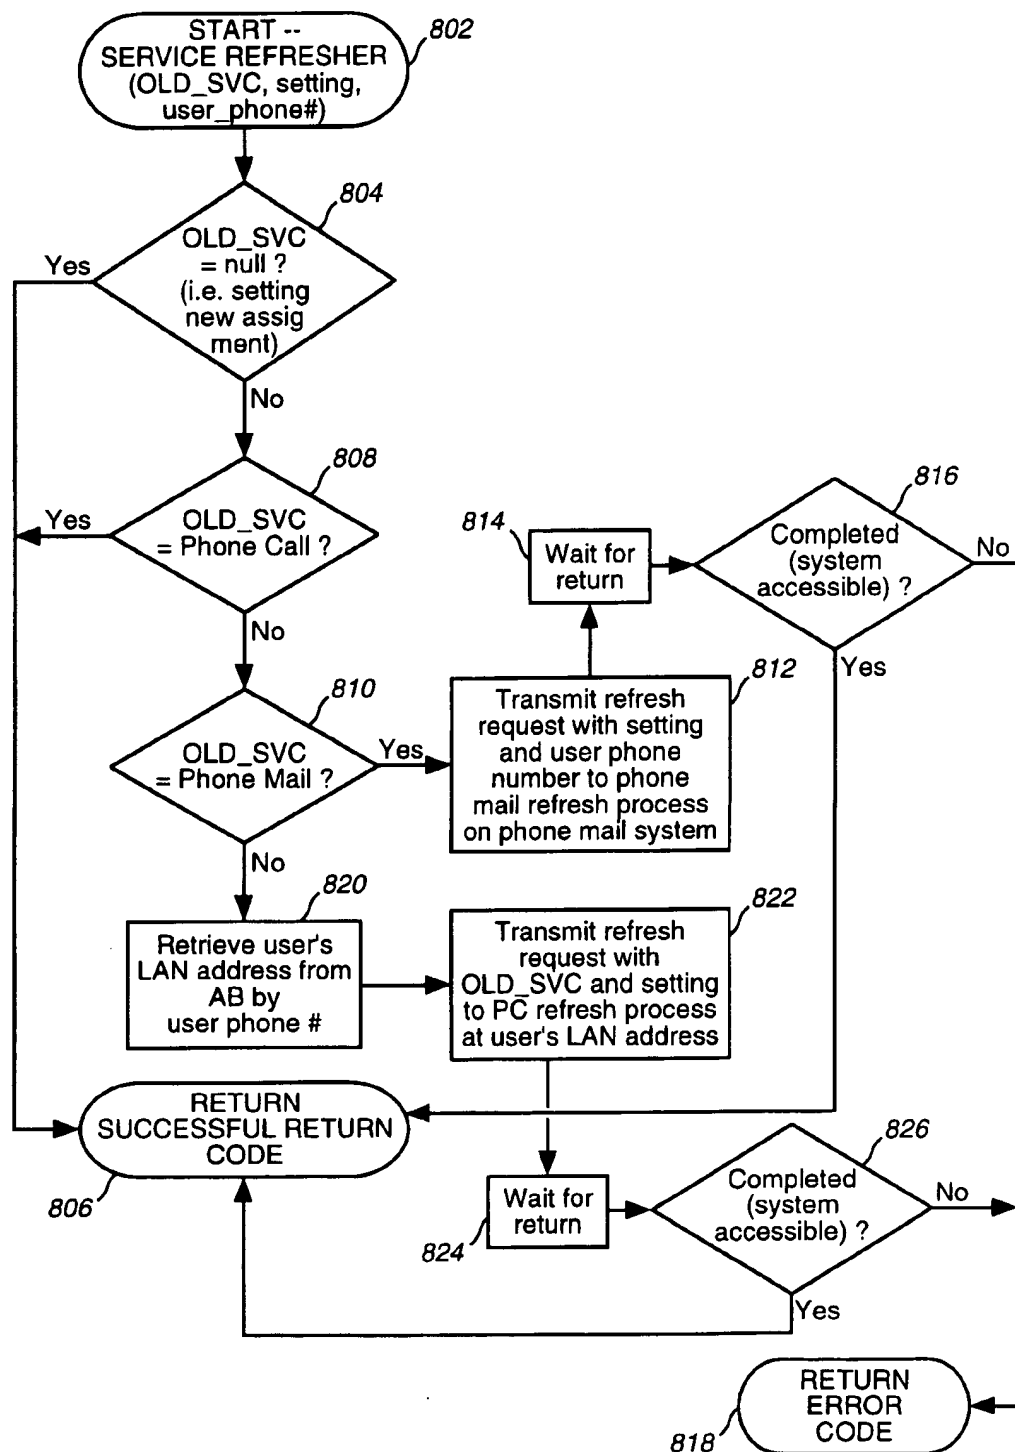 START --
SERVICE REFRESHER
(OLD_SVC, setting,
user_phone#)
802
804
OLD_SVC
= null ?
(i.e. setting
new assig
ment)
Yes
No
808
OLD_SVC
= Phone Call ?
Yes
No
810
OLD_SVC
= Phone Mail ?
Yes
No
812
Transmit refresh
request with setting
and user phone
number to phone
mail refresh process
on phone mail system
814
Wait for
return
816
Completed
(system
accessible) ?
No
Yes
820
Retrieve user's
LAN address from
AB by
user phone #
822
Transmit refresh
request with
OLD_SVC and setting
to PC refresh process
at user's LAN address
RETURN
SUCCESSFUL RETURN
CODE
806
824
Wait for
return
826
Completed
(system
accessible) ?
No
Yes
RETURN
ERROR
CODE
818